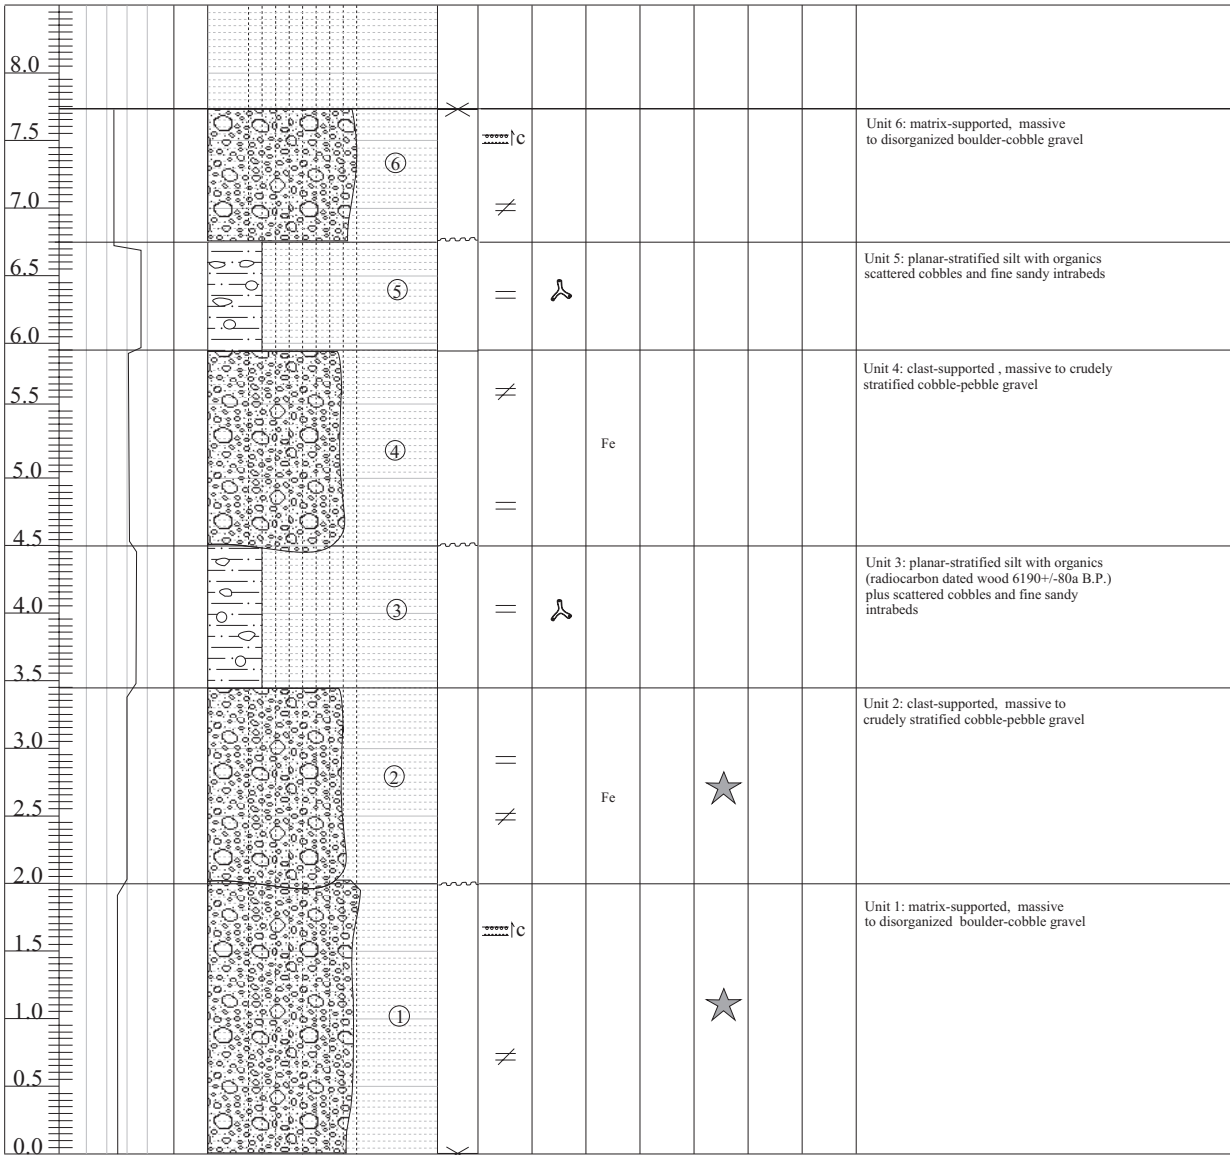 8.0
7.5
c
Unit 6: matrix-supported, massive
to disorganized boulder-cobble gravel
6
7.0
6.5
Unit 5: planar-stratified silt with organics
scattered cobbles and fine sandy intrabeds
5
6.0
5.5
Unit 4: clast-supported , massive to crudely
stratified cobble-pebble gravel
Fe
4
5.0
4.5
Unit 3: planar-stratified silt with organics
(radiocarbon dated wood 6190+/-80a B.P.)
plus scattered cobbles and fine sandy
intrabeds
4.0
3
3.5
Unit 2: clast-supported, massive to
crudely stratified cobble-pebble gravel
3.0
2
Fe
2.5
2.0
Unit 1: matrix-supported, massive
to disorganized boulder-cobble gravel
c
1.5
1.0
1
0.5
0.0